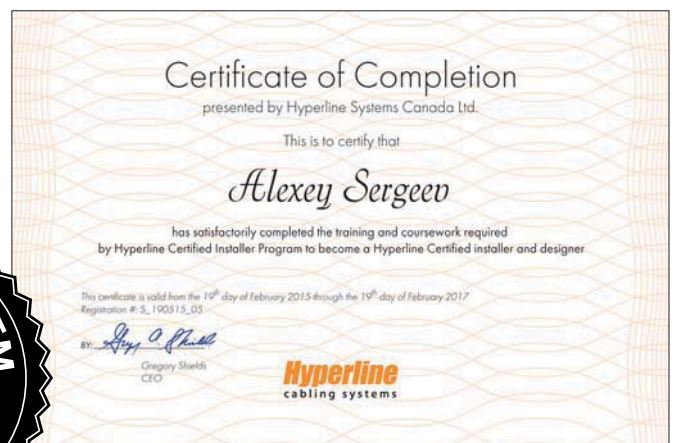 Certificate of Completion
presented by Hyperline Systems Canada Ltd.
This is to certify that
Alexey Sergeev
has satisfactorily completed the training and coursework required
by Hyperline Certified Installer Program to become a Hyperline Certified installer and designer
This certificate is valid from the 19th day of February 2015 through the 19th day of February 2017
Registration #: S_190515_05
BY:
Gregory Shields
CEO
Hyperline
cabling systems